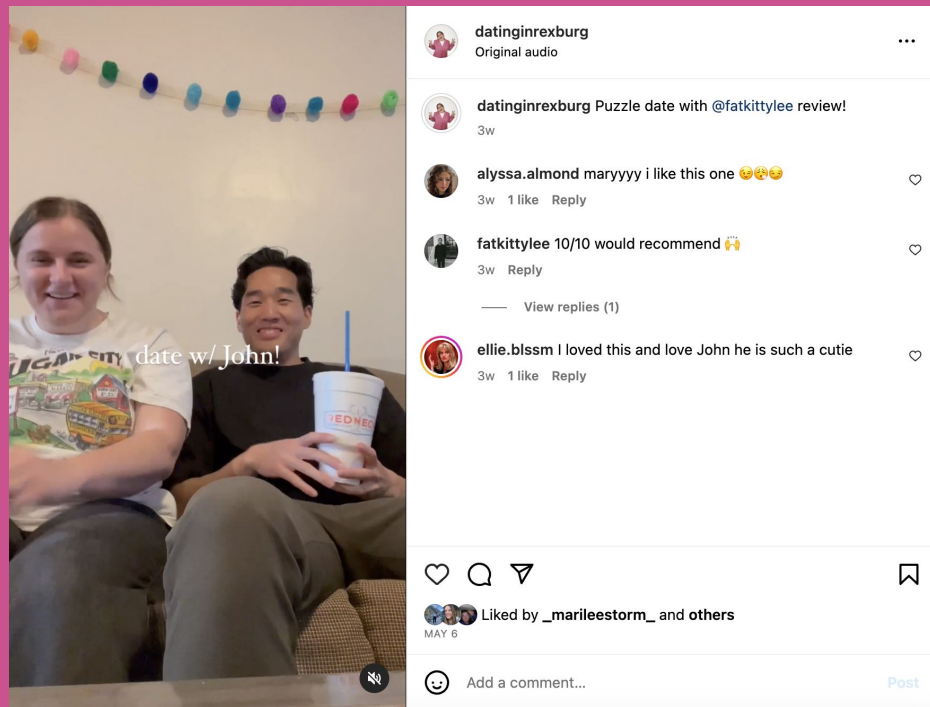 datinginrexburg
Original audio
datinginrexburg Puzzle date with @fatkittylee review!
3w
alyssa.almond maryyyy i like this one 😉😤😏
3w 1 like Reply
fatkittylee 10/10 would recommend 🙌
3w Reply
View replies (1)
ellie.blssm I loved this and love John he is such a cutie
3w 1 like Reply
Liked by _marileestorm_ and others
MAY 6
Add a comment...
Post
date w/ John!